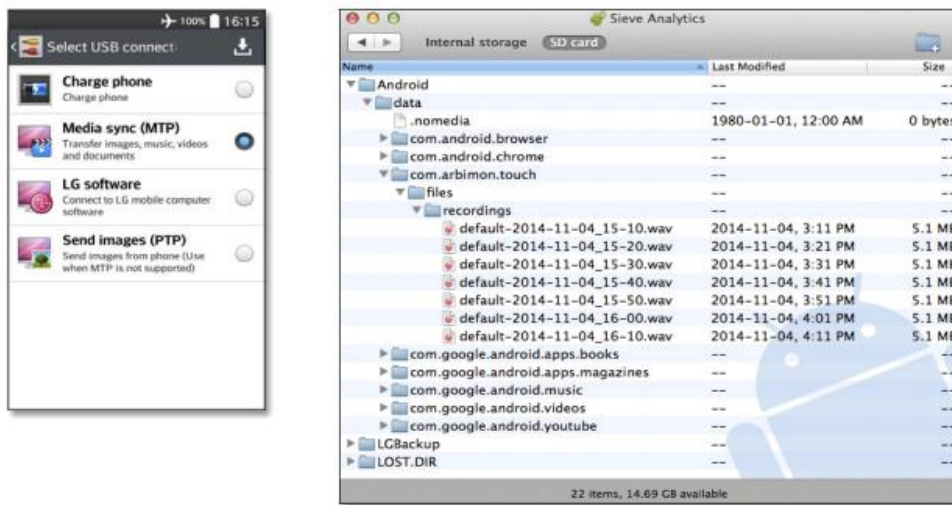 100% 16:15
Select USB connect
Charge phone
Charge phone
Media sync (MTP)
Transfer images, music, videos
and documents
LG software
Connect to LG mobile computer
software
Send images (PTP)
Send images from phone (Use
when MTP is not supported)
Sieve Analytics
Internal storage SD card
Name Last Modified Size
Android -- --
data -- --
.nomedia 1980-01-01, 12:00 AM 0 bytes
com.android.browser -- --
com.android.chrome -- --
com.arbimon.touch -- --
files -- --
recordings -- --
default-2014-11-04_15-10.wav 2014-11-04, 3:11 PM 5.1 MB
default-2014-11-04_15-20.wav 2014-11-04, 3:21 PM 5.1 MB
default-2014-11-04_15-30.wav 2014-11-04, 3:31 PM 5.1 MB
default-2014-11-04_15-40.wav 2014-11-04, 3:41 PM 5.1 MB
default-2014-11-04_15-50.wav 2014-11-04, 3:51 PM 5.1 MB
default-2014-11-04_16-00.wav 2014-11-04, 4:01 PM 5.1 MB
default-2014-11-04_16-10.wav 2014-11-04, 4:11 PM 5.1 MB
com.google.android.apps.books -- --
com.google.android.apps.magazines -- --
com.google.android.music -- --
com.google.android.videos -- --
com.google.android.youtube -- --
LGBackup -- --
LOST.DIR -- --
22 items, 14.69 GB available